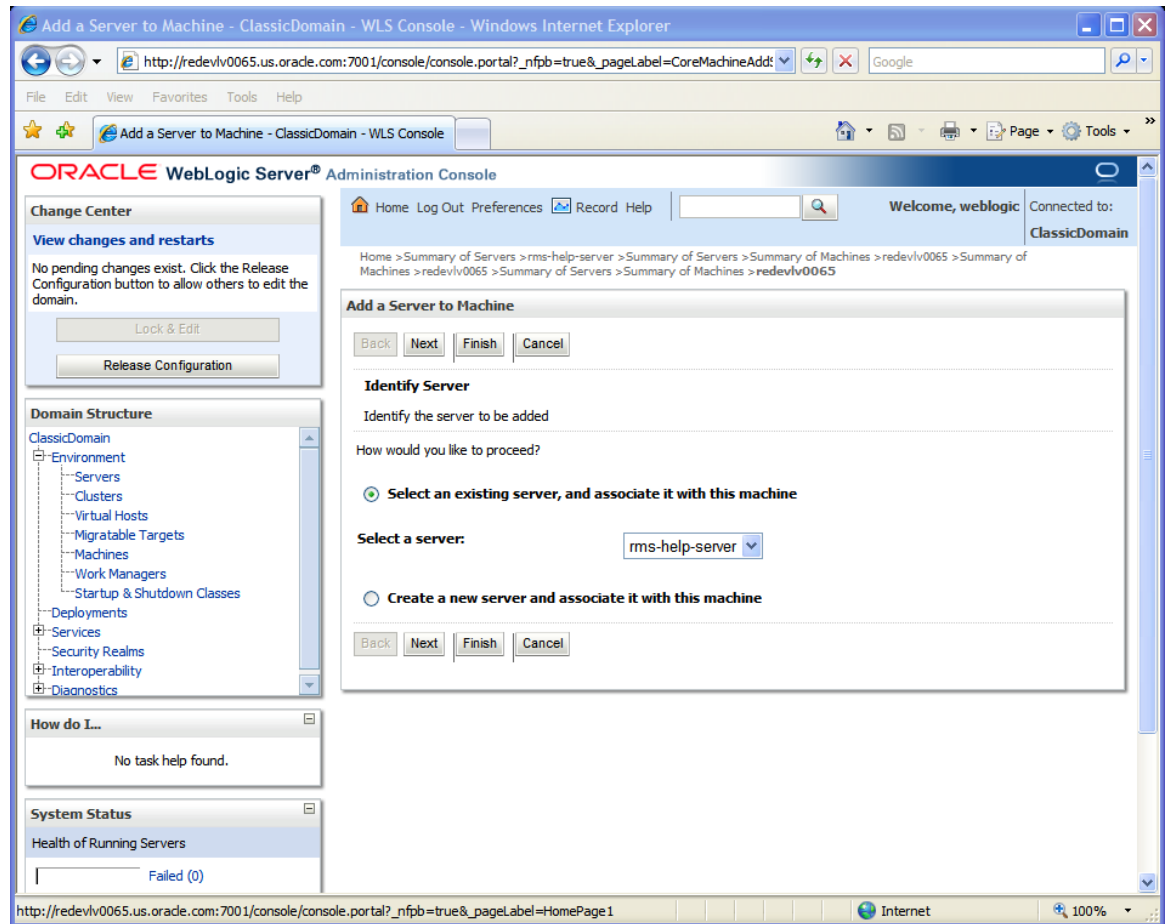 Add a Server to Machine - ClassicDomain - WLS Console - Windows Internet Explorer
http://redevlv0065.us.oracle.com:7001/console/console.portal?_nfpb=true&_pageLabel=CoreMachineAddS
Google
File Edit View Favorites Tools Help
Add a Server to Machine - ClassicDomain - WLS Console
Page Tools »
ORACLE WebLogic Server® Administration Console
Change Center
View changes and restarts
No pending changes exist. Click the Release
Configuration button to allow others to edit the
domain.
Lock & Edit
Release Configuration
Domain Structure
ClassicDomain
Environment
Servers
Clusters
Virtual Hosts
Migratable Targets
Machines
Work Managers
Startup & Shutdown Classes
Deployments
Services
Security Realms
Interoperability
Diagnostics
How do I...
No task help found.
System Status
Health of Running Servers
Failed (0)
Home Log Out Preferences Record Help
Welcome, weblogic
Connected to:
ClassicDomain
Home >Summary of Servers >rms-help-server >Summary of Servers >Summary of Machines >redevlv0065 >Summary of
Machines >redevlv0065 >Summary of Servers >Summary of Machines >redevlv0065
Add a Server to Machine
Back Next Finish Cancel
Identify Server
Identify the server to be added
How would you like to proceed?
Select an existing server, and associate it with this machine
Select a server: rms-help-server
Create a new server and associate it with this machine
Back Next Finish Cancel
http://redevlv0065.us.oracle.com:7001/console/console.portal?_nfpb=true&_pageLabel=HomePage1
Internet
100%